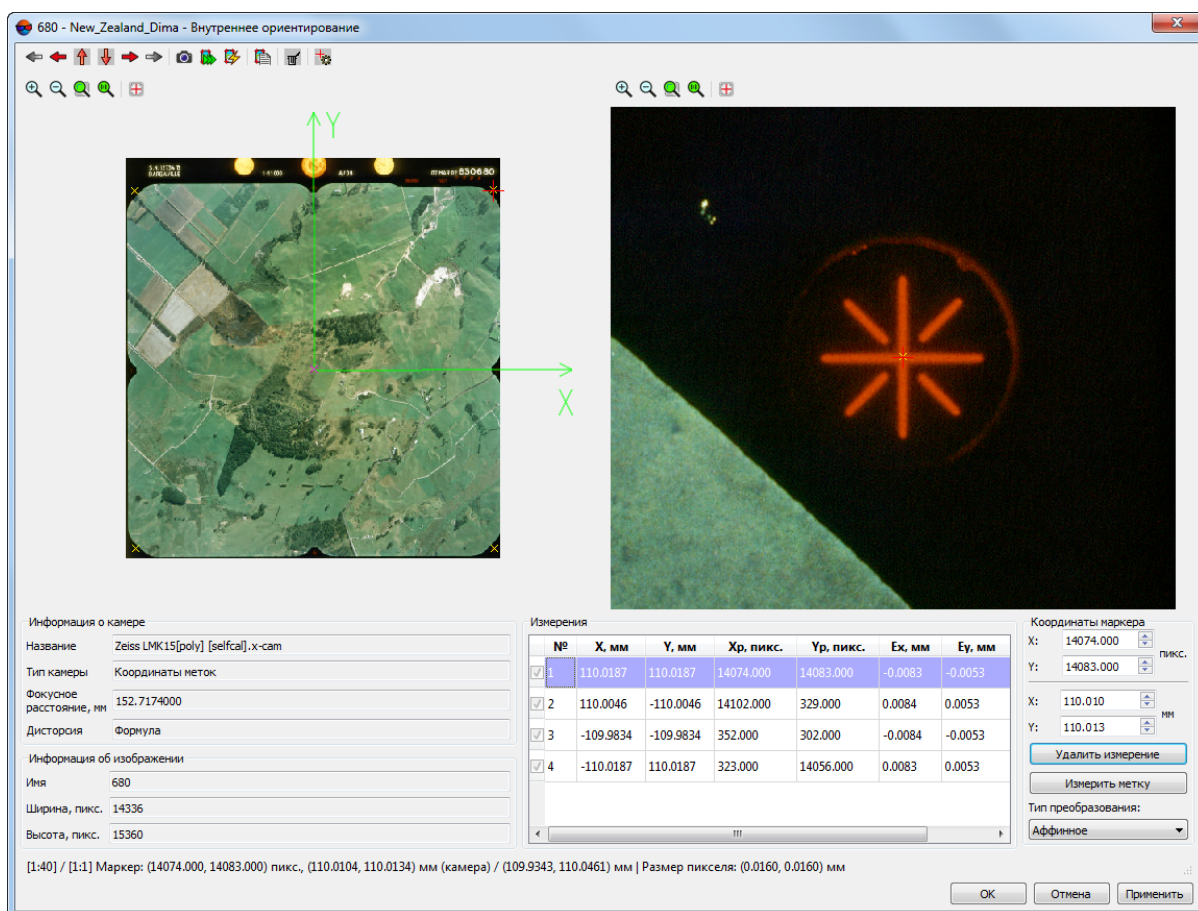 680 - New_Zealand_Dima - Внутреннее ориентирование
Y
X
830680
Информация о камере
Название Zeiss LMK15[poly] [selfcal].x-cam
Тип камеры Координаты меток
Фокусное расстояние, мм 152.7174000
Дисторсия Формула
Информация об изображении
Имя 680
Ширина, пикс. 14336
Высота, пикс. 15360
Измерения
№ X, мм Y, мм Xp, пикс. Yp, пикс. Ex, мм Ey, мм
1 110.0187 110.0187 14074.000 14083.000 -0.0083 -0.0053
2 110.0046 -110.0046 14102.000 329.000 0.0084 0.0053
3 -109.9834 -109.9834 352.000 302.000 -0.0084 -0.0053
4 -110.0187 110.0187 323.000 14056.000 0.0083 0.0053
Координаты маркера
X: 14074.000
пикс.
Y: 14083.000
X: 110.010
мм
Y: 110.013
Удалить измерение
Измерить метку
Тип преобразования:
Аффинное
[1:40] / [1:1] Маркер: (14074.000, 14083.000) пикс., (110.0104, 110.0134) мм (камера) / (109.9343, 110.0461) мм | Размер пикселя: (0.0160, 0.0160) мм
OK Отмена Применить